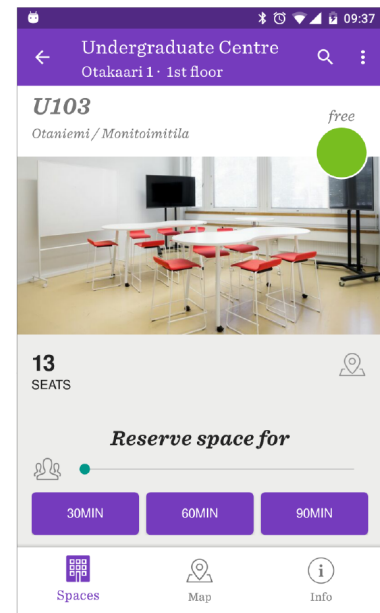 09:37
Undergraduate Centre
Otakaari 1 · 1st floor
U103
free
Otaniemi / Monitoimitila
13
SEATS
Reserve space for
30MIN 60MIN 90MIN
Spaces Map Info